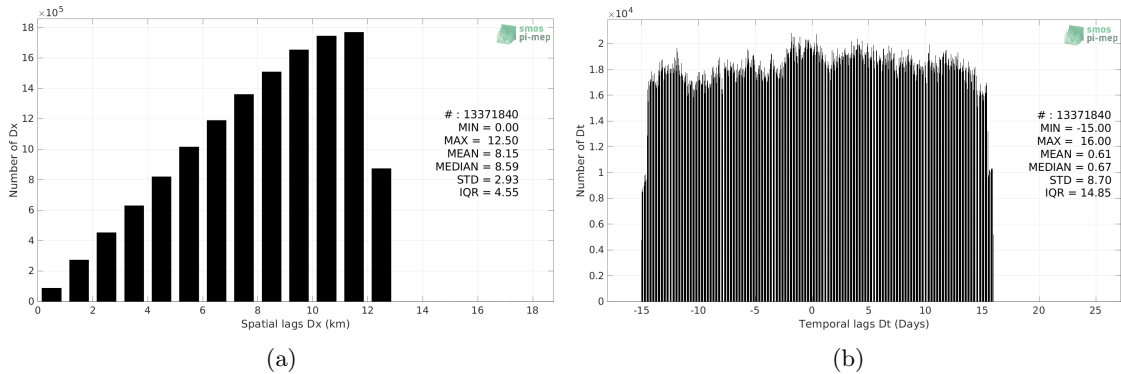 ×10⁵
18
16
14
12
10
8
6
4
2
0
Number of Dx
0 2 4 6 8 10 12 14 16 18
Spatial lags Dx (km)
smos
pi-mep
# : 13371840
MIN = 0.00
MAX = 12.50
MEAN = 8.15
MEDIAN = 8.59
STD = 2.93
IQR = 4.55
(a)
×10⁴
2
1.8
1.6
1.4
1.2
1
0.8
0.6
0.4
0.2
0
Number of Dt
-15 -10 -5 0 5 10 15 20 25
Temporal lags Dt (Days)
smos
pi-mep
# : 13371840
MIN = -15.00
MAX = 16.00
MEAN = 0.61
MEDIAN = 0.67
STD = 8.70
IQR = 14.85
(b)